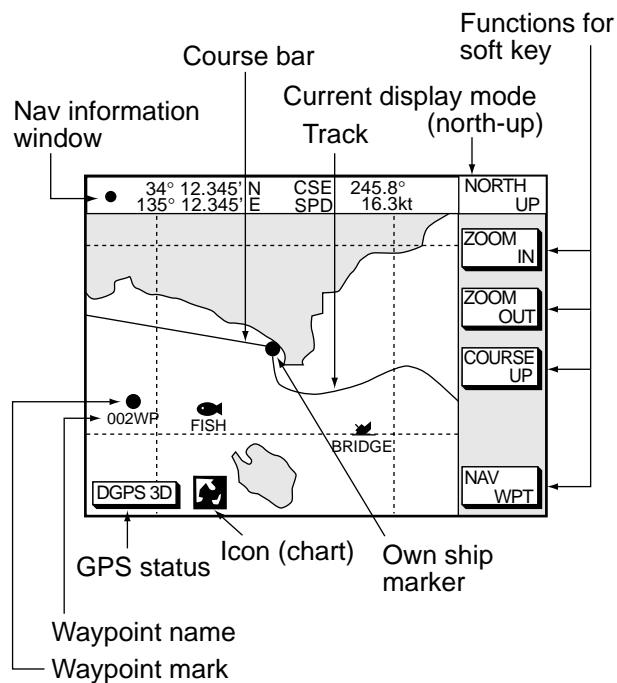 Functions for
soft key
Course bar
Current display mode
(north-up)
Nav information
window
Track
34° 12.345' N CSE 245.8°
135° 12.345' E SPD 16.3kt
NORTH
UP
ZOOM
IN
ZOOM
OUT
COURSE
UP
002WP
FISH
BRIDGE
NAV
WPT
DGPS 3D
Icon (chart)
Own ship
marker
GPS status
Waypoint name
Waypoint mark